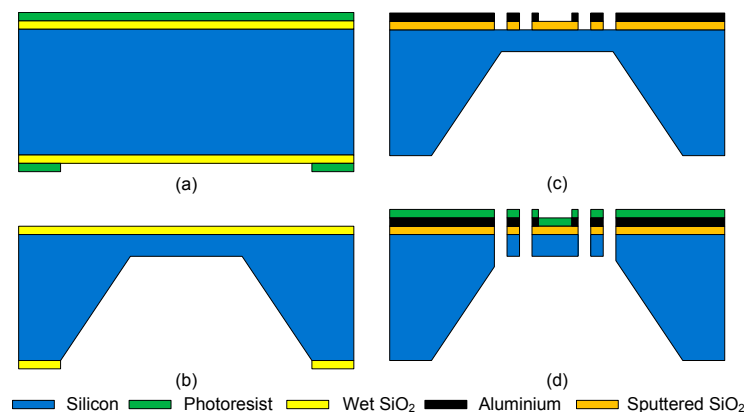 (a)
(c)
(b)
(d)
Silicon
Photoresist
Wet SiO₂
Aluminium
Sputtered SiO₂